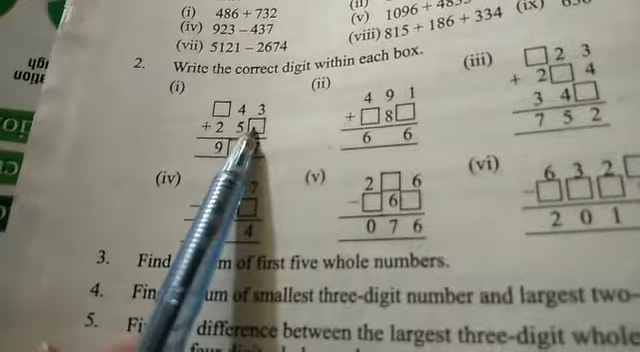 (i) 486 + 732
(iv) 923 – 437
(v) 1096 + 4855
(ix)
(vii) 5121 – 2674
(viii) 815 + 186 + 334
2. Write the correct digit within each box.
(i)
(ii)
(iii)
□ 4 3
+ 2 5 □
9
4 9 1
+ □ 8 □
6 6
□ 2 3
+ 2 □ 4
3 4 □
7 5 2
(iv)
(v)
(vi)
7
4
2 □ 6
– □ 6 □
0 7 6
6 3 2 □
– □ □ □
2 0 1
3. Find m of first five whole numbers.
4. Fin um of smallest three-digit number and largest two-
5. Fi difference between the largest three-digit whole